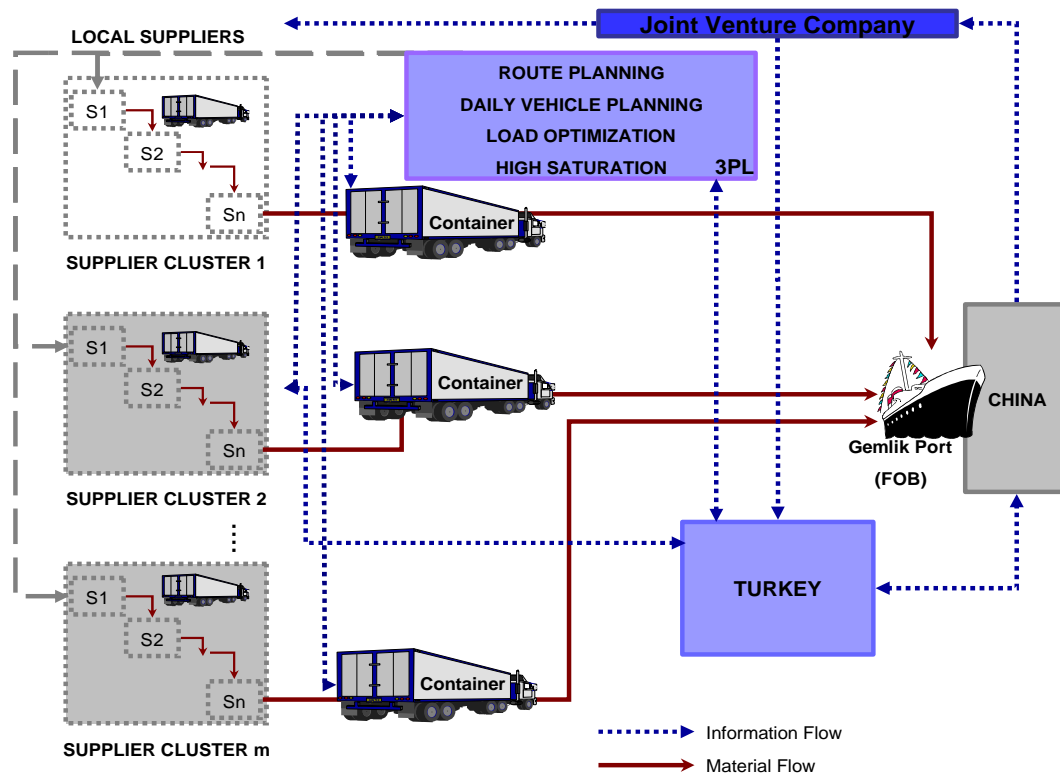 Joint Venture Company
LOCAL SUPPLIERS
ROUTE PLANNING
DAILY VEHICLE PLANNING
LOAD OPTIMIZATION
HIGH SATURATION
3PL
S1
S2
Sn
Container
SUPPLIER CLUSTER 1
S1
S2
Sn
Container
SUPPLIER CLUSTER 2
CHINA
Gemlik Port
(FOB)
S1
S2
Sn
Container
SUPPLIER CLUSTER m
TURKEY
Information Flow
Material Flow